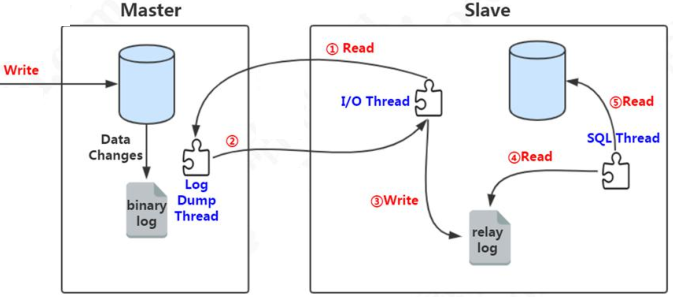 Master
Slave
Write
① Read
I/O Thread
⑤Read
SQL Thread
Data
Changes
②
④Read
Log
Dump
Thread
binary
log
③Write
relay
log